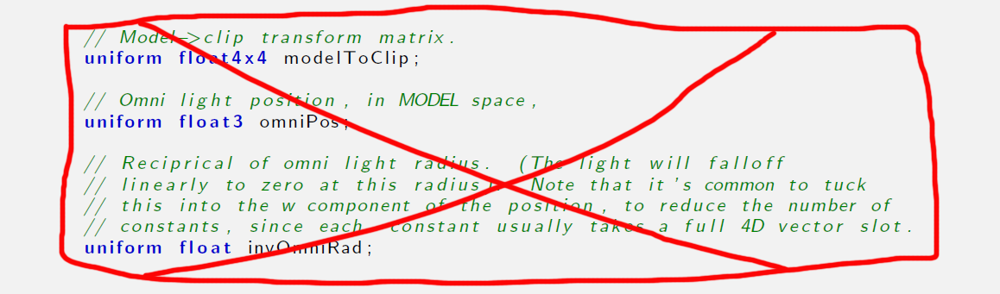 // Model->clip transform matrix.
uniform float4x4 modelToClip;
// Omni light position, in MODEL space,
uniform float3 omniPos;
// Reciprical of omni light radius. (The light will falloff
// linearly to zero at this radius). Note that it's common to tuck
// this into the w component of the position, to reduce the number of
// constants, since each constant usually takes a full 4D vector slot.
uniform float invOmniRad;